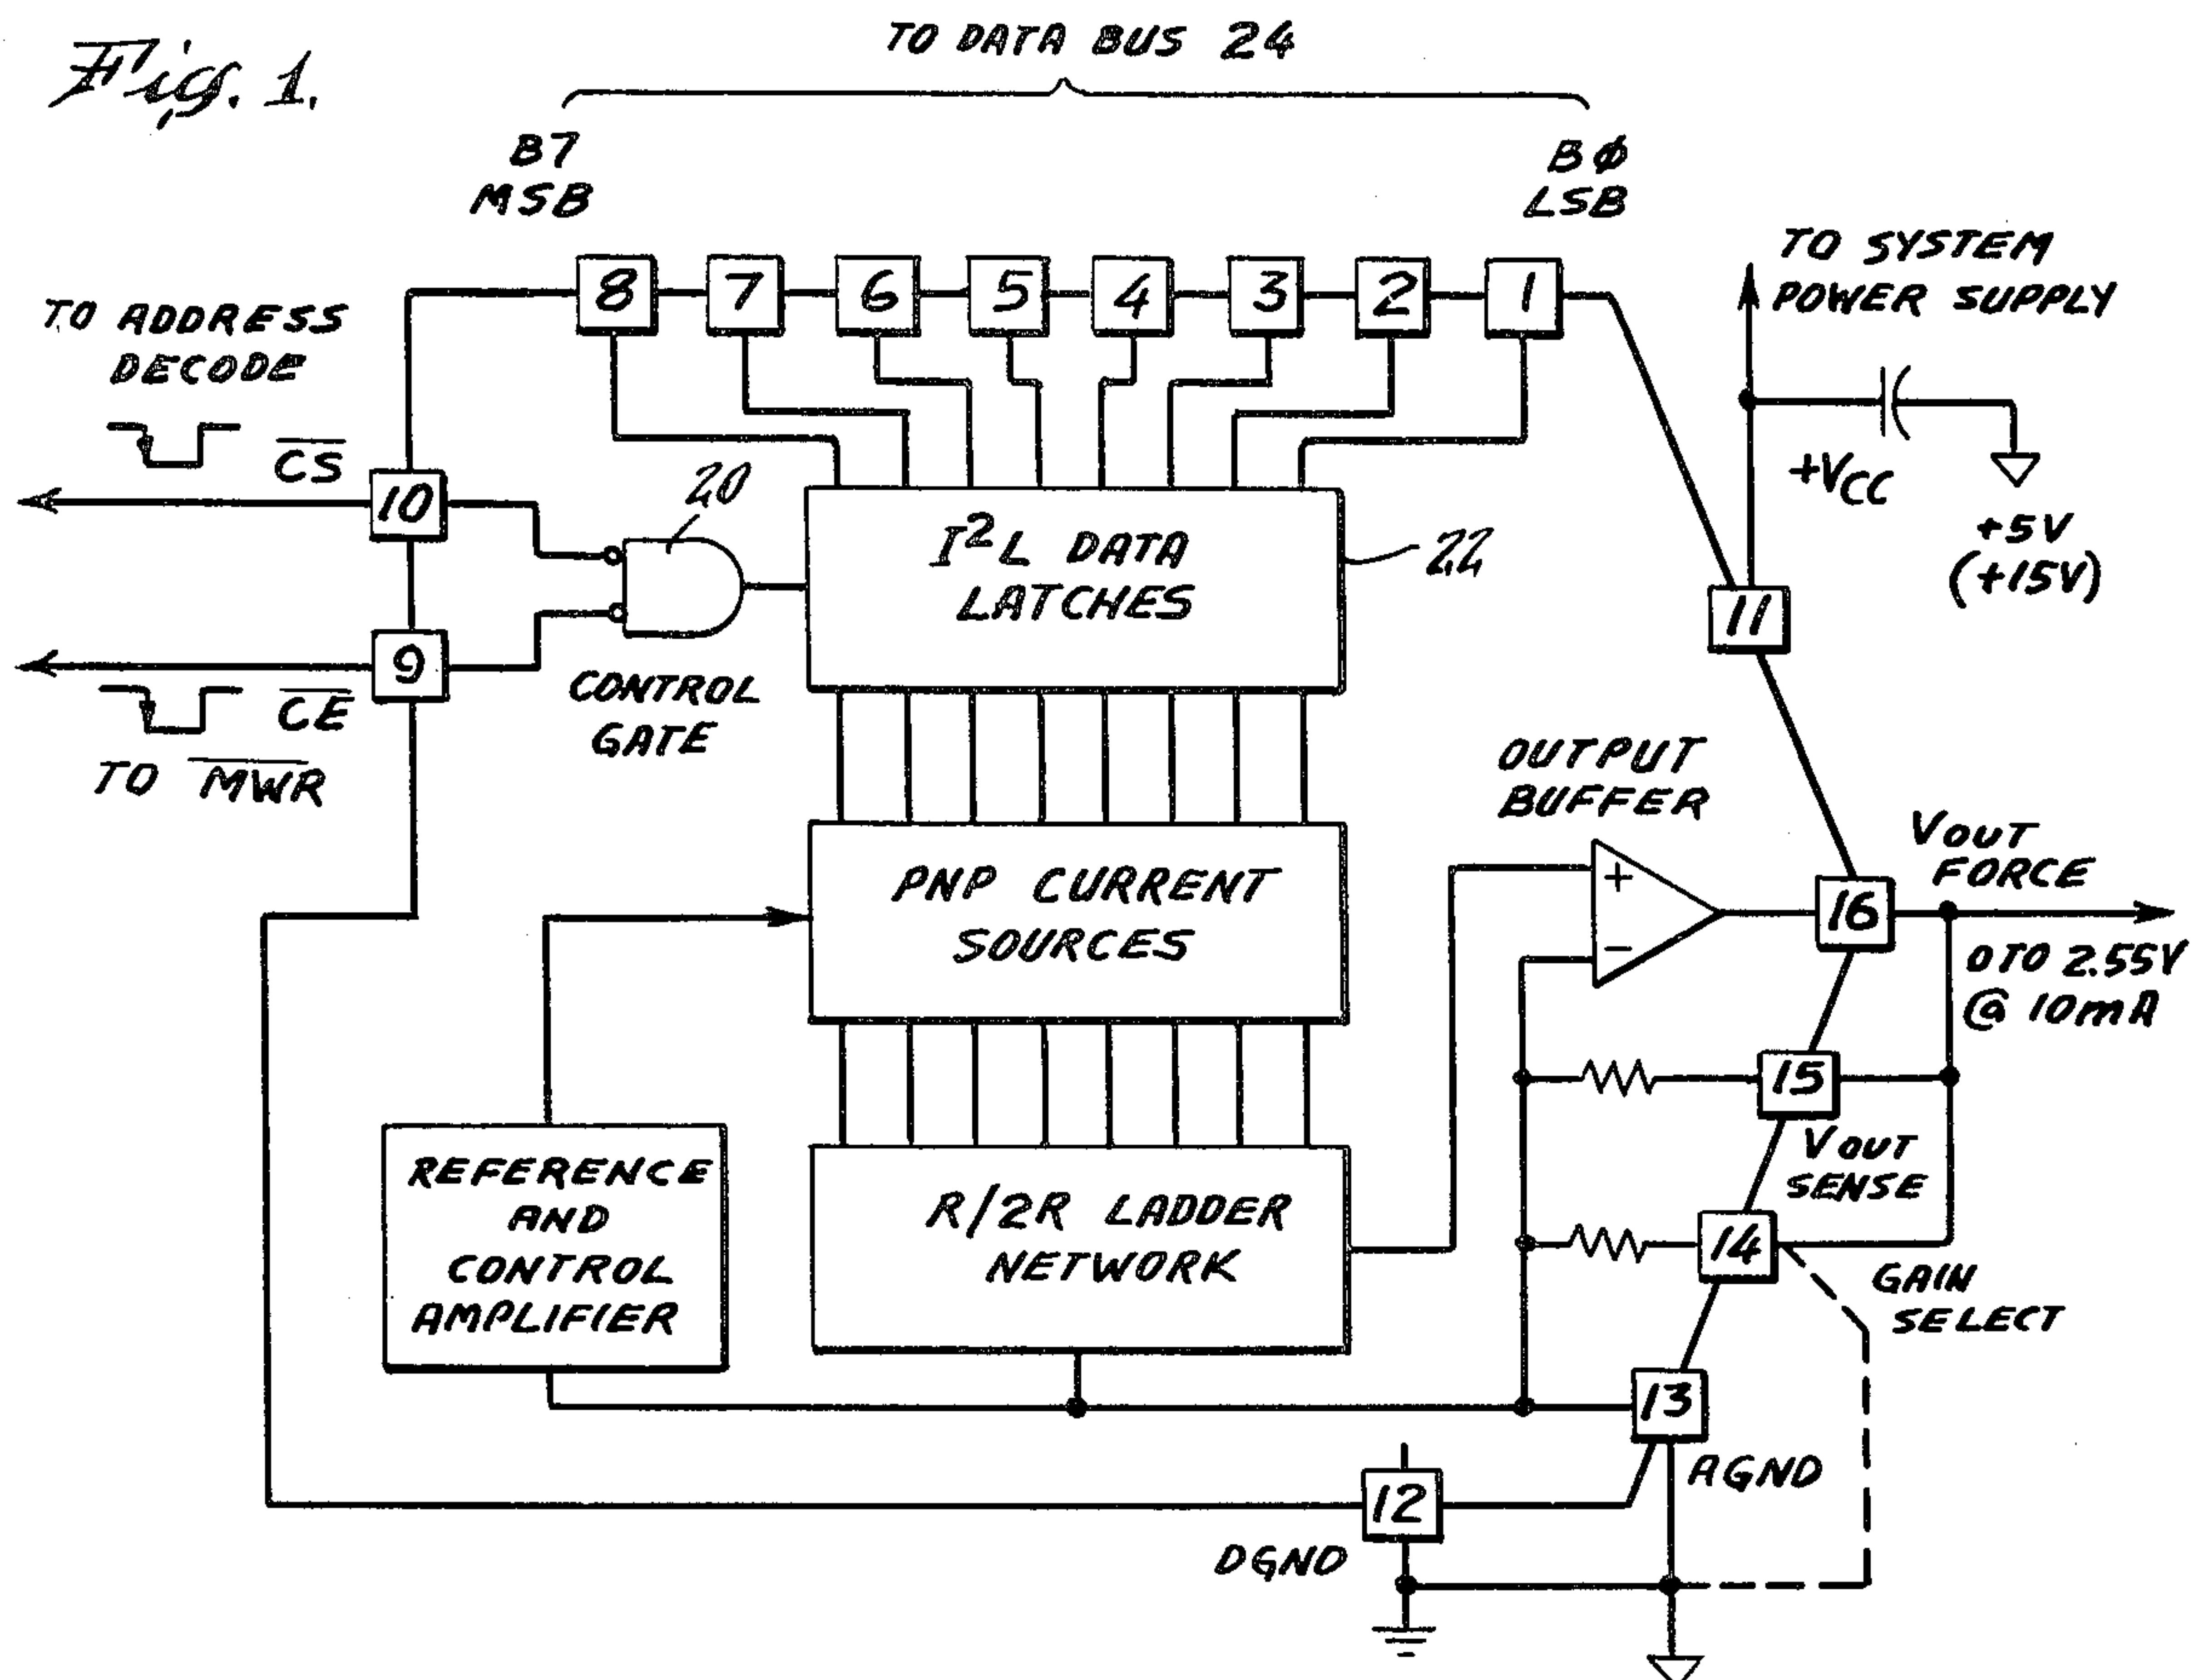 Fig. 1.
TO DATA BUS 24
B7
MSB
BØ
LSB
TO SYSTEM
POWER SUPPLY
8 7 6 5 4 3 2 1
TO ADDRESS
DECODE
C̅S̅
10
20
+VCC
+5V
(+15V)
I²L DATA
LATCHES
22
11
9
C̅E̅
TO M̅W̅R̅
CONTROL
GATE
OUTPUT
BUFFER
PNP CURRENT
SOURCES
+
-
16
VOUT
FORCE
0 TO 2.55V
@ 10mA
15
VOUT
SENSE
REFERENCE
AND
CONTROL
AMPLIFIER
R/2R LADDER
NETWORK
14
GAIN
SELECT
13
AGND
12
DGND